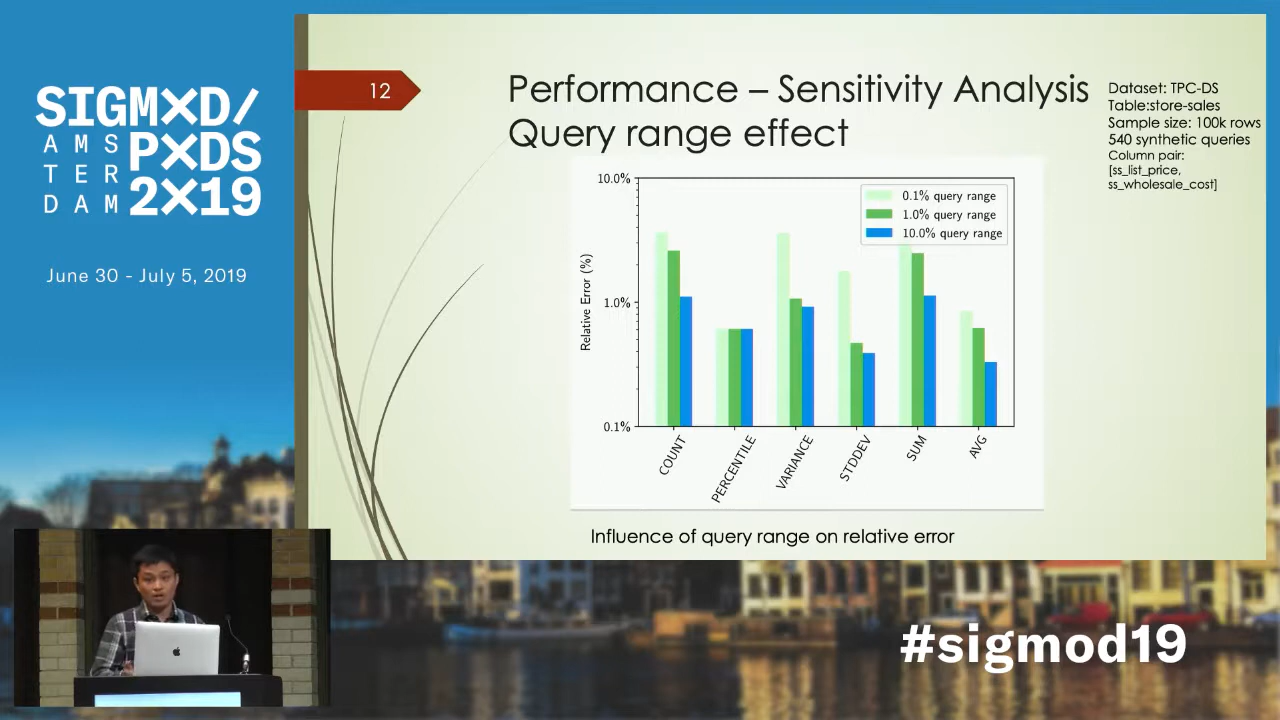 SIGMXD/
AMS PXDS
TER
DAM 2X19
June 30 - July 5, 2019
12
Performance – Sensitivity Analysis
Query range effect
Dataset: TPC-DS
Table:store-sales
Sample size: 100k rows
540 synthetic queries
Column pair:
[ss_list_price,
ss_wholesale_cost]
10.0%
1.0%
0.1%
Relative Error (%)
0.1% query range
1.0% query range
10.0% query range
COUNT
PERCENTILE
VARIANCE
STDDEV
SUM
AVG
Influence of query range on relative error
#sigmod19